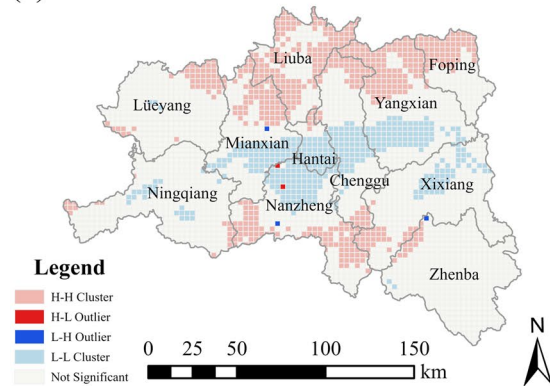 Liuba
Foping
Lüeyang
Yangxian
Mianxian
Hantai
Chenggu
Xixiang
Ningqiang
Nanzheng
Zhenba
Legend
H-H Cluster
H-L Outlier
L-H Outlier
L-L Cluster
Not Significant
0 25 50 100 150
km
N